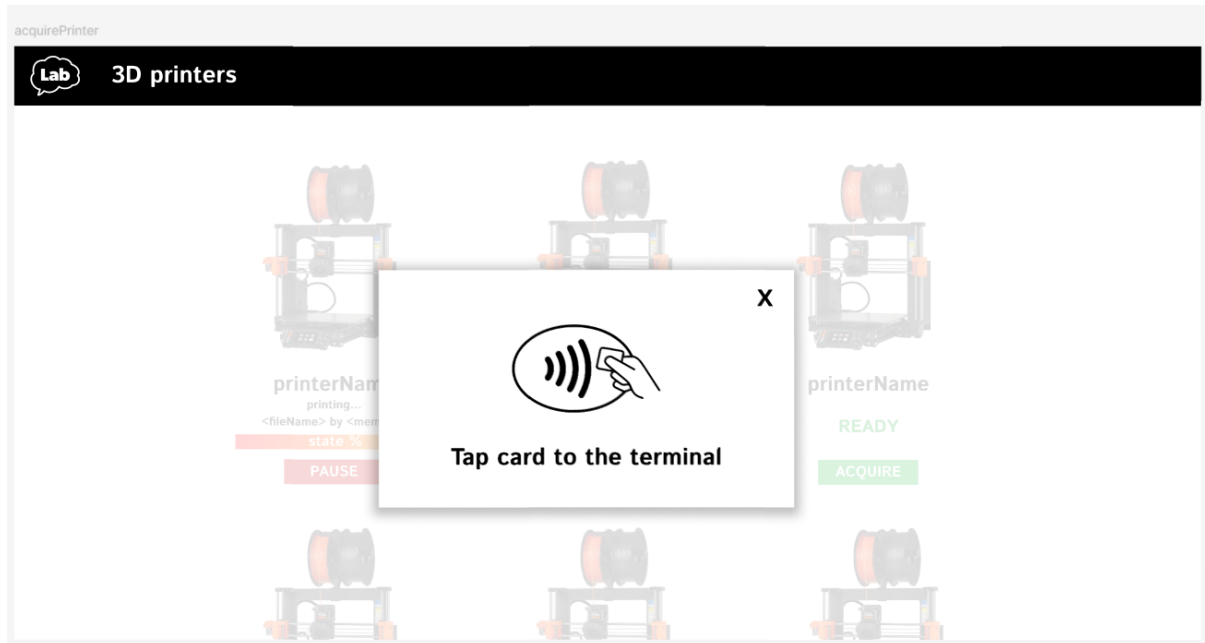 acquirePrinter
Lab
3D printers
X
Tap card to the terminal
printerNam
printing...
<fileName> by <mem
state %
PAUSE
printerName
READY
ACQUIRE